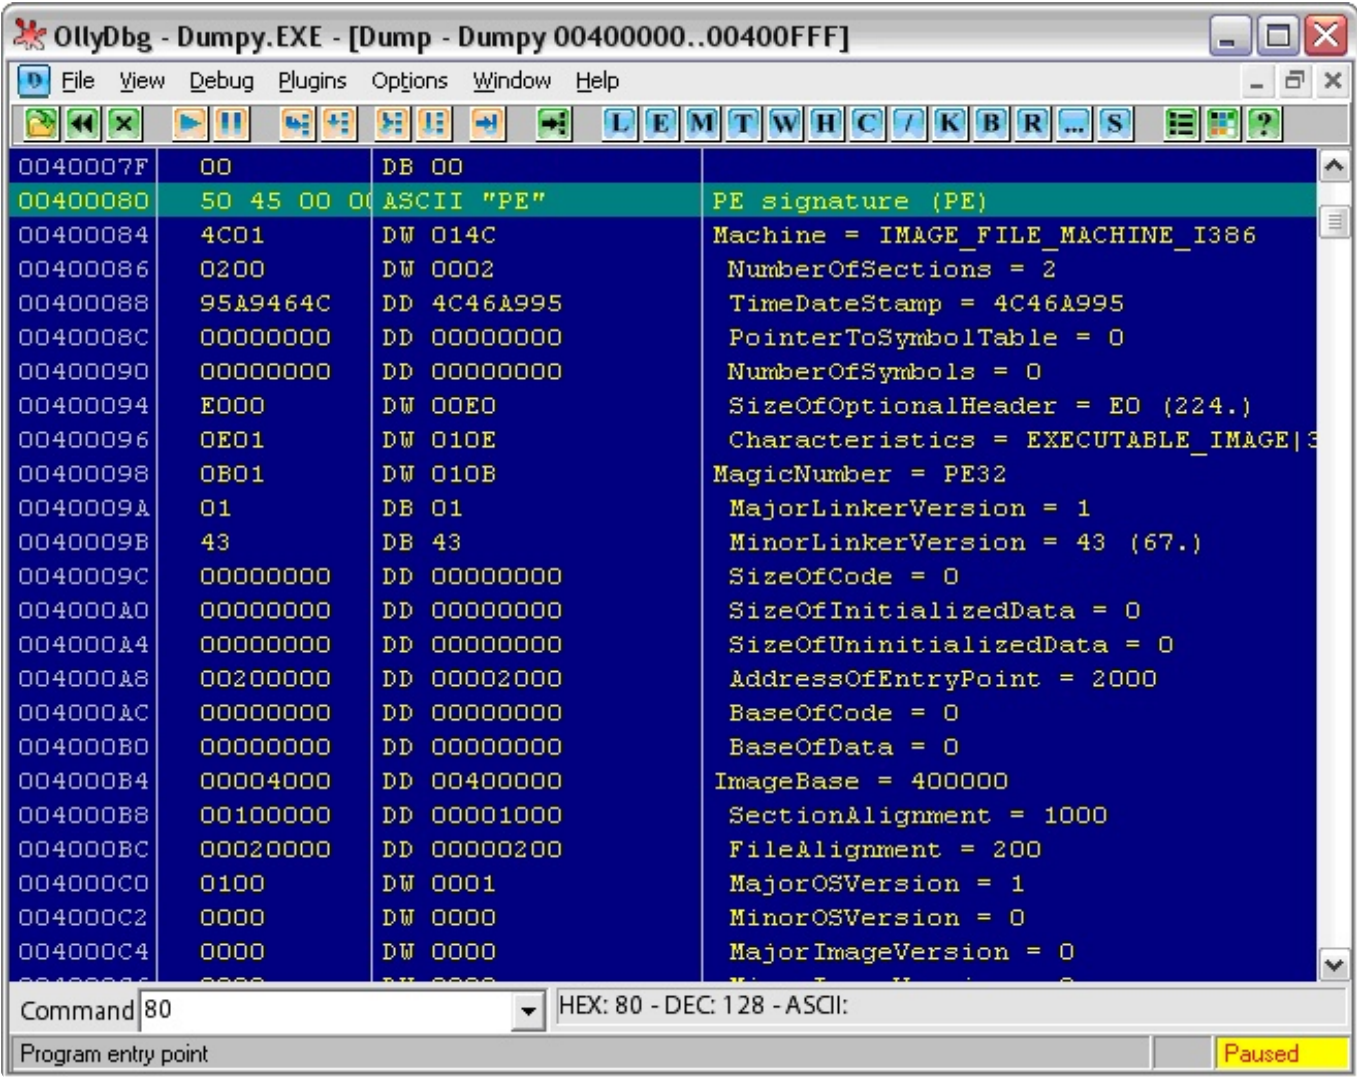 OllyDbg - Dumpy.EXE - [Dump - Dumpy 00400000..00400FFF]
D File View Debug Plugins Options Window Help
L E M T W H C / K B R ... S ?
0040007F 00 DB 00
00400080 50 45 00 00 ASCII "PE" PE signature (PE)
00400084 4C01 DW 014C Machine = IMAGE_FILE_MACHINE_I386
00400086 0200 DW 0002 NumberOfSections = 2
00400088 95A9464C DD 4C46A995 TimeDateStamp = 4C46A995
0040008C 00000000 DD 00000000 PointerToSymbolTable = 0
00400090 00000000 DD 00000000 NumberOfSymbols = 0
00400094 E000 DW 00E0 SizeOfOptionalHeader = E0 (224.)
00400096 0E01 DW 010E Characteristics = EXECUTABLE_IMAGE|3
00400098 0B01 DW 010B MagicNumber = PE32
0040009A 01 DB 01 MajorLinkerVersion = 1
0040009B 43 DB 43 MinorLinkerVersion = 43 (67.)
0040009C 00000000 DD 00000000 SizeOfCode = 0
004000A0 00000000 DD 00000000 SizeOfInitializedData = 0
004000A4 00000000 DD 00000000 SizeOfUninitializedData = 0
004000A8 00200000 DD 00002000 AddressOfEntryPoint = 2000
004000AC 00000000 DD 00000000 BaseOfCode = 0
004000B0 00000000 DD 00000000 BaseOfData = 0
004000B4 00004000 DD 00400000 ImageBase = 400000
004000B8 00100000 DD 00001000 SectionAlignment = 1000
004000BC 00020000 DD 00000200 FileAlignment = 200
004000C0 0100 DW 0001 MajorOSVersion = 1
004000C2 0000 DW 0000 MinorOSVersion = 0
004000C4 0000 DW 0000 MajorImageVersion = 0
Command 80 HEX: 80 - DEC: 128 - ASCII:
Program entry point Paused